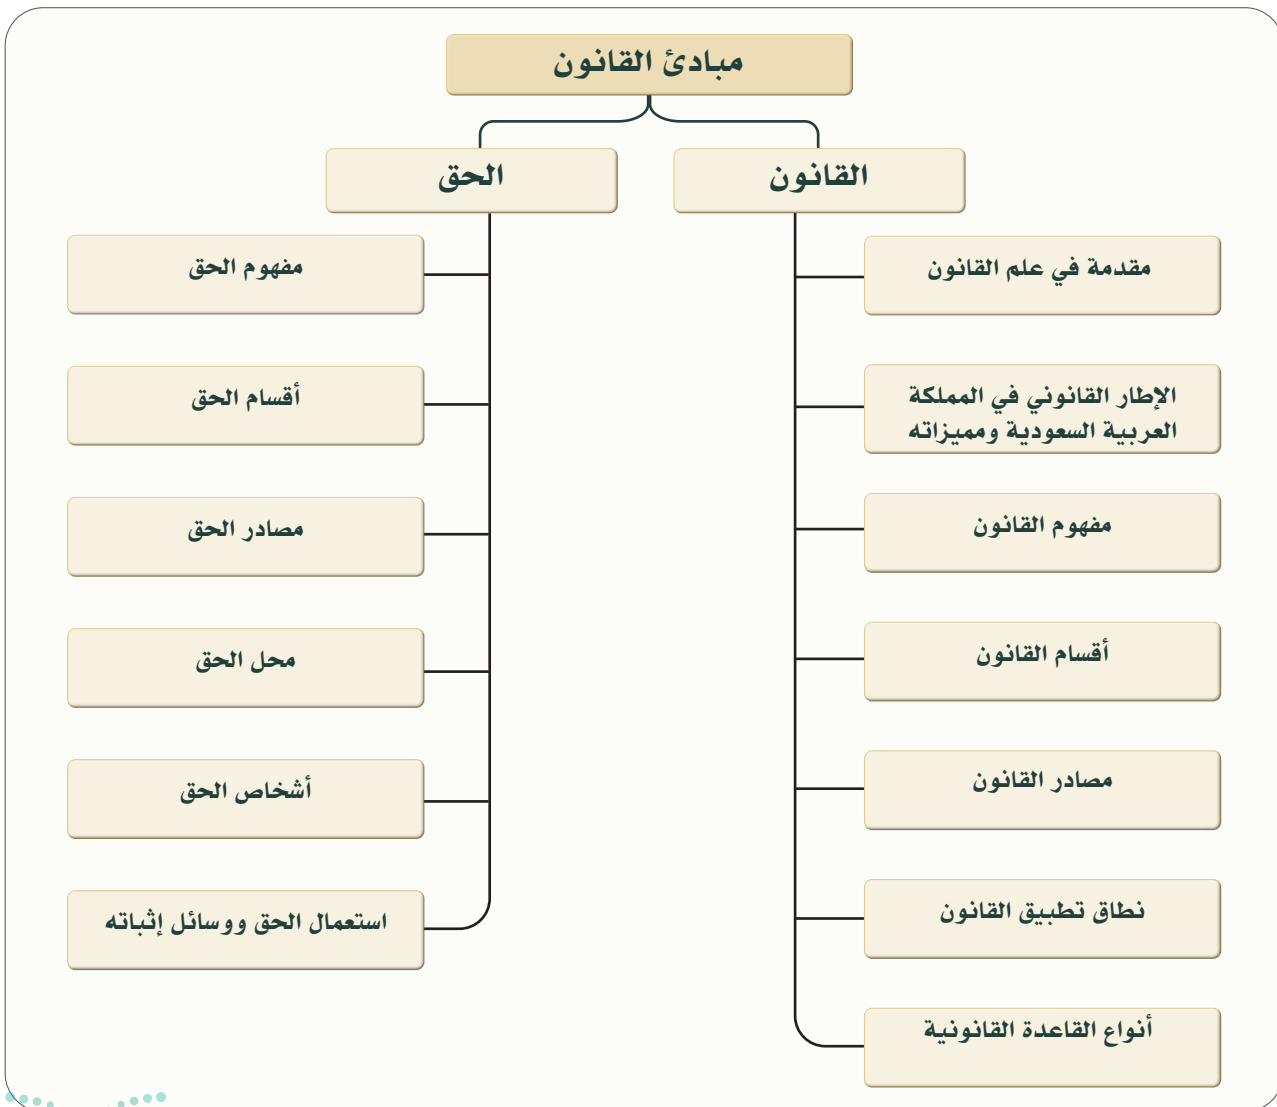 مبادئ القانون
القانون
مقدمة في علم القانون
الإطار القانوني في المملكة
العربية السعودية ومميزاته
مفهوم القانون
أقسام القانون
مصادر القانون
نطاق تطبيق القانون
أنواع القاعدة القانونية
الحق
مفهوم الحق
أقسام الحق
مصادر الحق
محل الحق
أشخاص الحق
استعمال الحق ووسائل إثباته